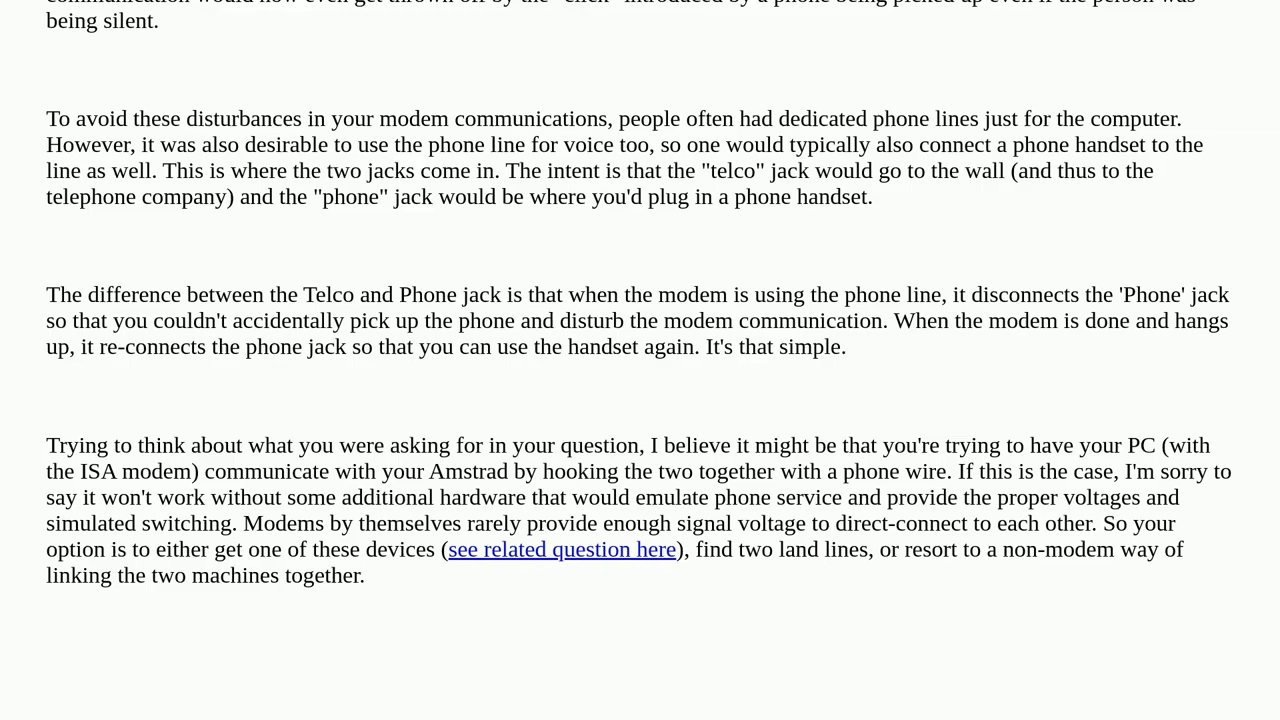 being silent.
To avoid these disturbances in your modem communications, people often had dedicated phone lines just for the computer.
However, it was also desirable to use the phone line for voice too, so one would typically also connect a phone handset to the
line as well. This is where the two jacks come in. The intent is that the "telco" jack would go to the wall (and thus to the
telephone company) and the "phone" jack would be where you'd plug in a phone handset.
The difference between the Telco and Phone jack is that when the modem is using the phone line, it disconnects the 'Phone' jack
so that you couldn't accidentally pick up the phone and disturb the modem communication. When the modem is done and hangs
up, it re-connects the phone jack so that you can use the handset again. It's that simple.
Trying to think about what you were asking for in your question, I believe it might be that you're trying to have your PC (with
the ISA modem) communicate with your Amstrad by hooking the two together with a phone wire. If this is the case, I'm sorry to
say it won't work without some additional hardware that would emulate phone service and provide the proper voltages and
simulated switching. Modems by themselves rarely provide enough signal voltage to direct-connect to each other. So your
option is to either get one of these devices (see related question here), find two land lines, or resort to a non-modem way of
linking the two machines together.